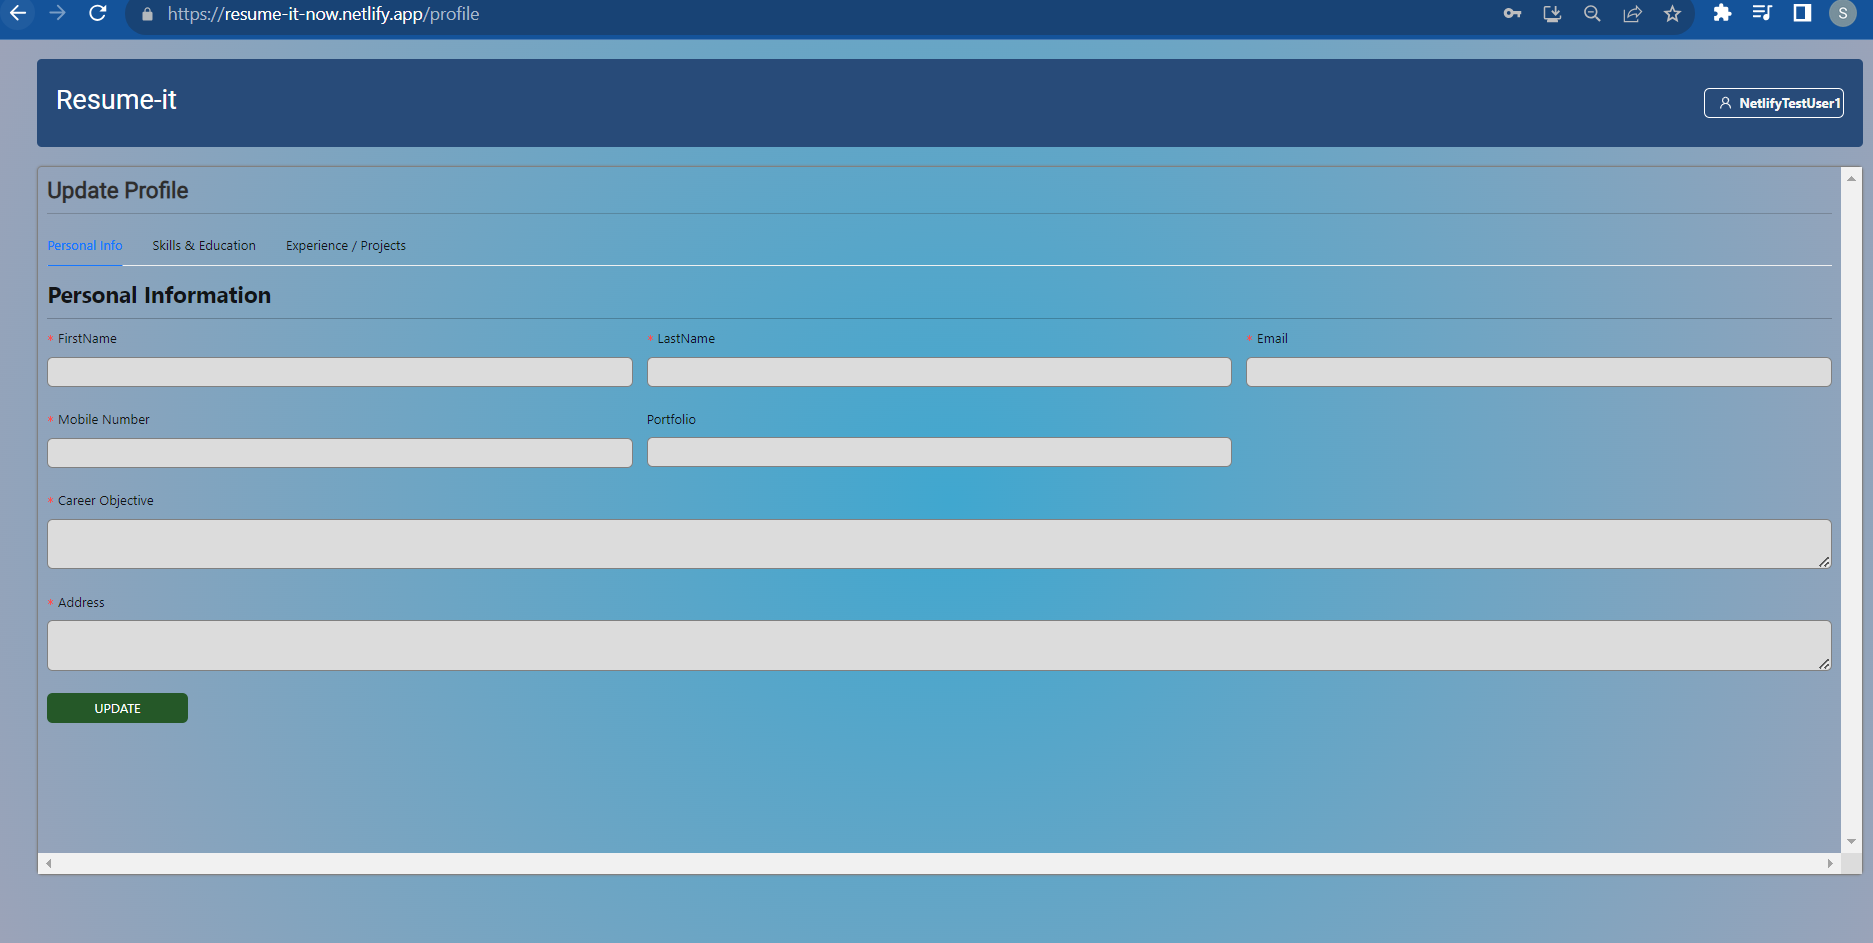 https://resume-it-now.netlify.app/profile
S
Resume-it
NetlifyTestUser1
Update Profile
Personal Info Skills & Education Experience / Projects
Personal Information
* FirstName * LastName * Email
* Mobile Number Portfolio
* Career Objective
* Address
UPDATE